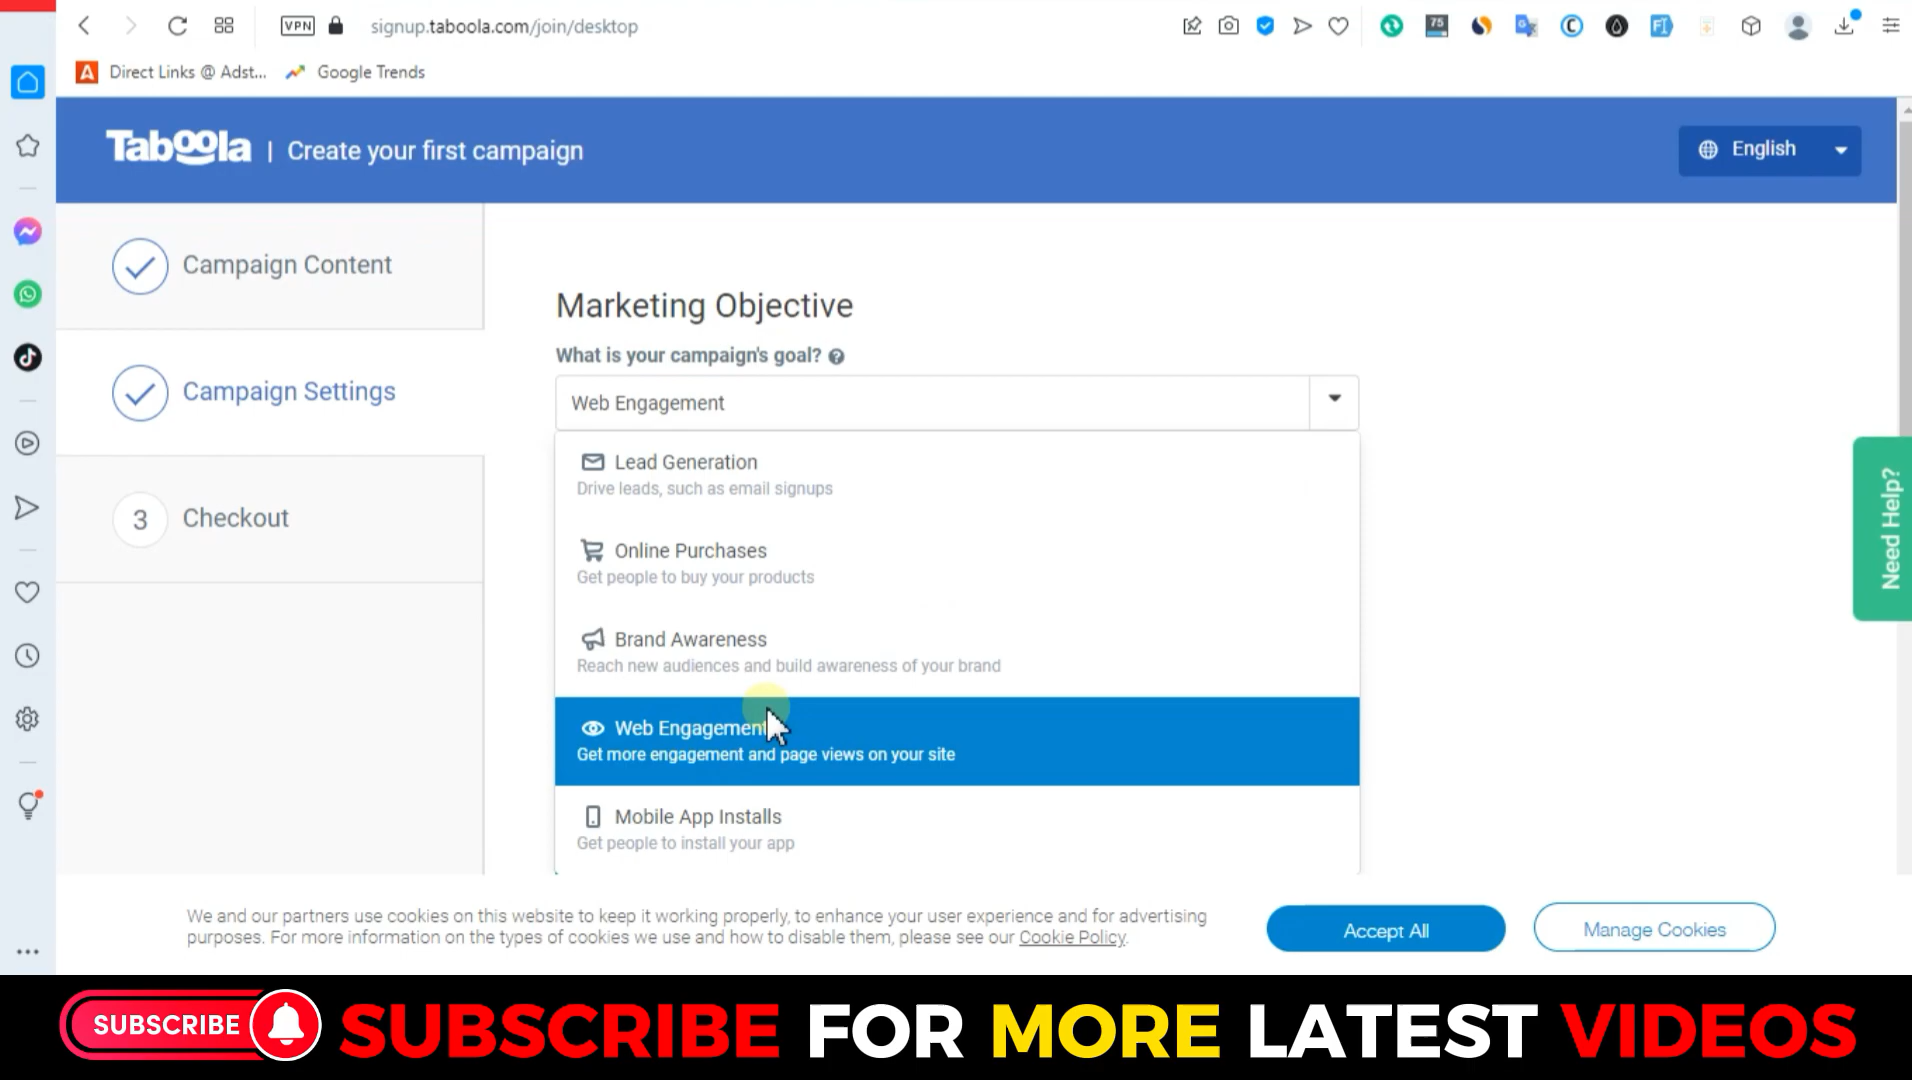 VPN
signup.taboola.com/join/desktop
75
Direct Links @ Adst...
Google Trends
Taboola | Create your first campaign
English
Campaign Content
Campaign Settings
3 Checkout
Marketing Objective
What is your campaign's goal?
Web Engagement
Lead Generation
Drive leads, such as email signups
Online Purchases
Get people to buy your products
Brand Awareness
Reach new audiences and build awareness of your brand
Web Engagement
Get more engagement and page views on your site
Mobile App Installs
Get people to install your app
Need Help?
We and our partners use cookies on this website to keep it working properly, to enhance your user experience and for advertising
purposes. For more information on the types of cookies we use and how to disable them, please see our Cookie Policy.
Accept All
Manage Cookies
SUBSCRIBE
SUBSCRIBE FOR MORE LATEST VIDEOS